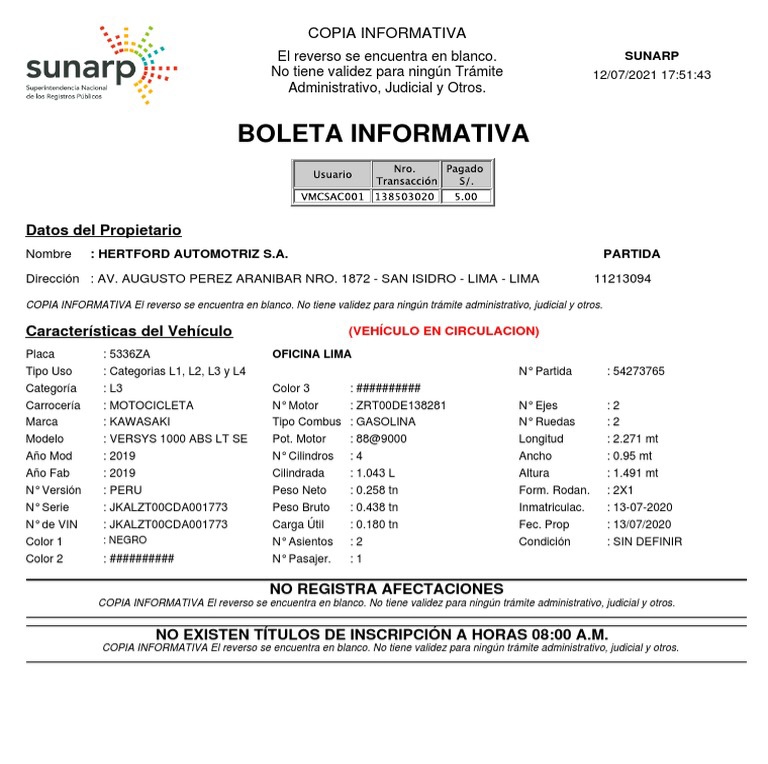 COPIA INFORMATIVA
sunarp
Superintendencia Nacional
de los Registros Públicos
El reverso se encuentra en blanco.
No tiene validez para ningún Trámite
Administrativo, Judicial y Otros.
SUNARP
12/07/2021 17:51:43
BOLETA INFORMATIVA
Usuario Nro. Transacción Pagado S/.
VMCSAC001 138503020 5.00
Datos del Propietario
Nombre : HERTFORD AUTOMOTRIZ S.A. PARTIDA
Dirección : AV. AUGUSTO PEREZ ARANIBAR NRO. 1872 - SAN ISIDRO - LIMA - LIMA 11213094
COPIA INFORMATIVA El reverso se encuentra en blanco. No tiene validez para ningún trámite administrativo, judicial y otros.
Características del Vehículo (VEHÍCULO EN CIRCULACION)
Placa : 5336ZA OFICINA LIMA
Tipo Uso : Categorias L1, L2, L3 y L4 N° Partida : 54273765
Categoría : L3 Color 3 : ##########
Carrocería : MOTOCICLETA N° Motor : ZRT00DE138281 N° Ejes : 2
Marca : KAWASAKI Tipo Combus : GASOLINA N° Ruedas : 2
Modelo : VERSYS 1000 ABS LT SE Pot. Motor : 88@9000 Longitud : 2.271 mt
Año Mod : 2019 N° Cilindros : 4 Ancho : 0.95 mt
Año Fab : 2019 Cilindrada : 1.043 L Altura : 1.491 mt
N° Versión : PERU Peso Neto : 0.258 tn Form. Rodan. : 2X1
N° Serie : JKALZT00CDA001773 Peso Bruto : 0.438 tn Inmatriculac. : 13-07-2020
N° de VIN : JKALZT00CDA001773 Carga Útil : 0.180 tn Fec. Prop : 13/07/2020
Color 1 : NEGRO N° Asientos : 2 Condición : SIN DEFINIR
Color 2 : ########## N° Pasajer. : 1
NO REGISTRA AFECTACIONES
COPIA INFORMATIVA El reverso se encuentra en blanco. No tiene validez para ningún trámite administrativo, judicial y otros.
NO EXISTEN TÍTULOS DE INSCRIPCIÓN A HORAS 08:00 A.M.
COPIA INFORMATIVA El reverso se encuentra en blanco. No tiene validez para ningún trámite administrativo, judicial y otros.